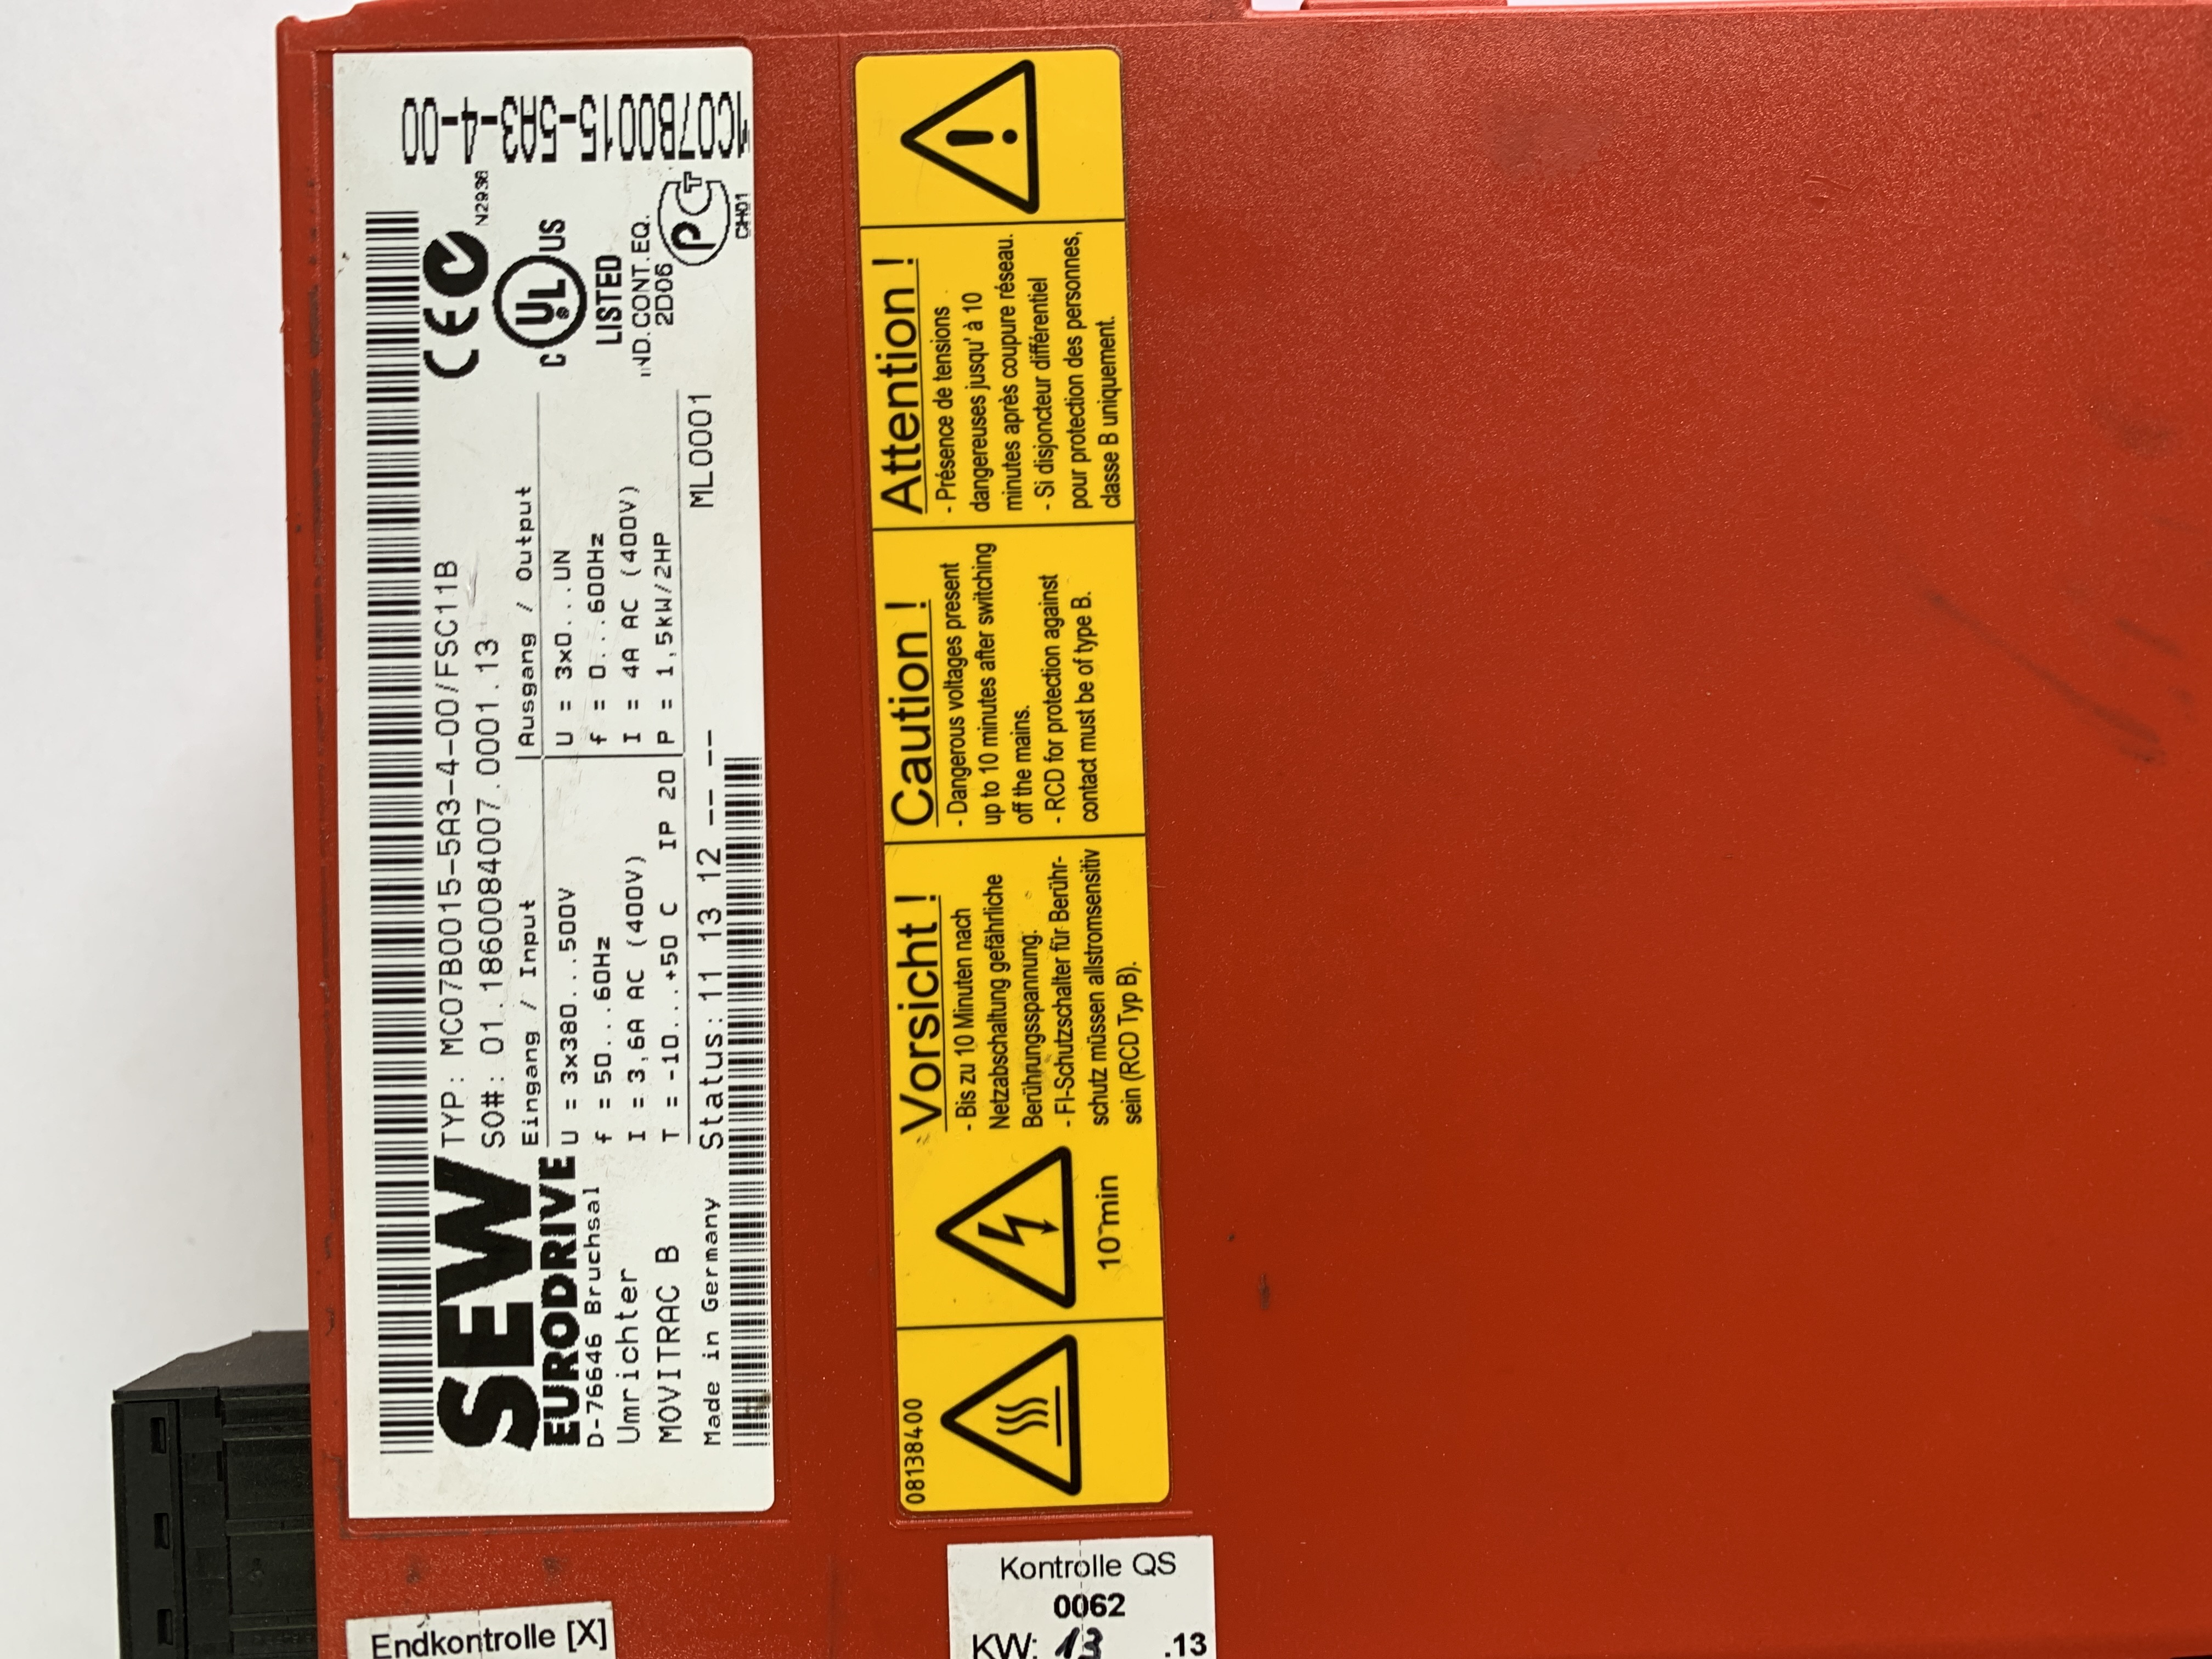 SEW
EURODRIVE
D-76646 Bruchsal
Umrichter
MOVITRAC B
Made in Germany
TYP: MC07B0015-5A3-4-00/FSC11B
SO#: 01.1860084007.0001.13
Eingang / Input
U = 3x380...500V
f = 50...60Hz
I = 3,6A AC (400V)
T = -10...+50 C IP 20
Ausgang / Output
U = 3x0...UN
f = 0...600Hz
I = 4A AC (400V)
P = 1,5kW/2HP
Status: 11 13 12 -- --
ML0001
CE
N2936
C UL US
LISTED
IND.CONT.EQ.
2D06
PCT
MC07B0015-5A3-4-00
08138400
10 min
Vorsicht !
- Bis zu 10 Minuten nach
Netzabschaltung gefährliche
Berührungsspannung.
- FI-Schutzschalter für Berühr-
schutz müssen allstromsensitiv
sein (RCD Typ B).
Caution !
- Dangerous voltages present
up to 10 minutes after switching
off the mains.
- RCD for protection against
contact must be of type B.
Attention !
- Présence de tensions
dangereuses jusqu' à 10
minutes après coupure réseau.
- Si disjoncteur différentiel
pour protection des personnes,
classe B uniquement.
Endkontrolle [X]
Kontrolle QS
0062
KW: 13 .13